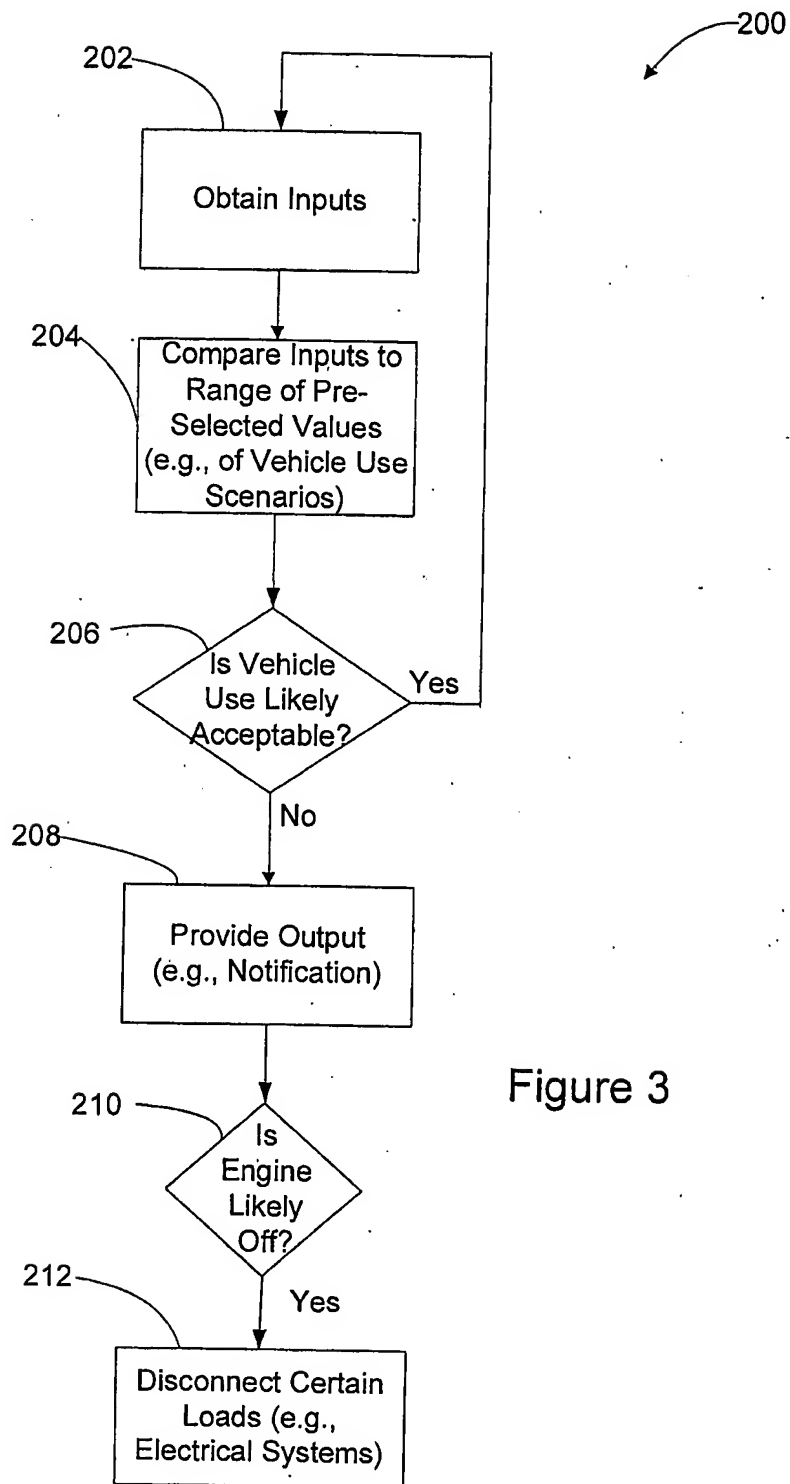 200
202
Obtain Inputs
204
Compare Inputs to
Range of Pre-
Selected Values
(e.g., of Vehicle Use
Scenarios)
206
Is Vehicle
Use Likely
Acceptable?
Yes
No
208
Provide Output
(e.g., Notification)
Figure 3
210
Is
Engine
Likely
Off?
212
Yes
Disconnect Certain
Loads (e.g.,
Electrical Systems)